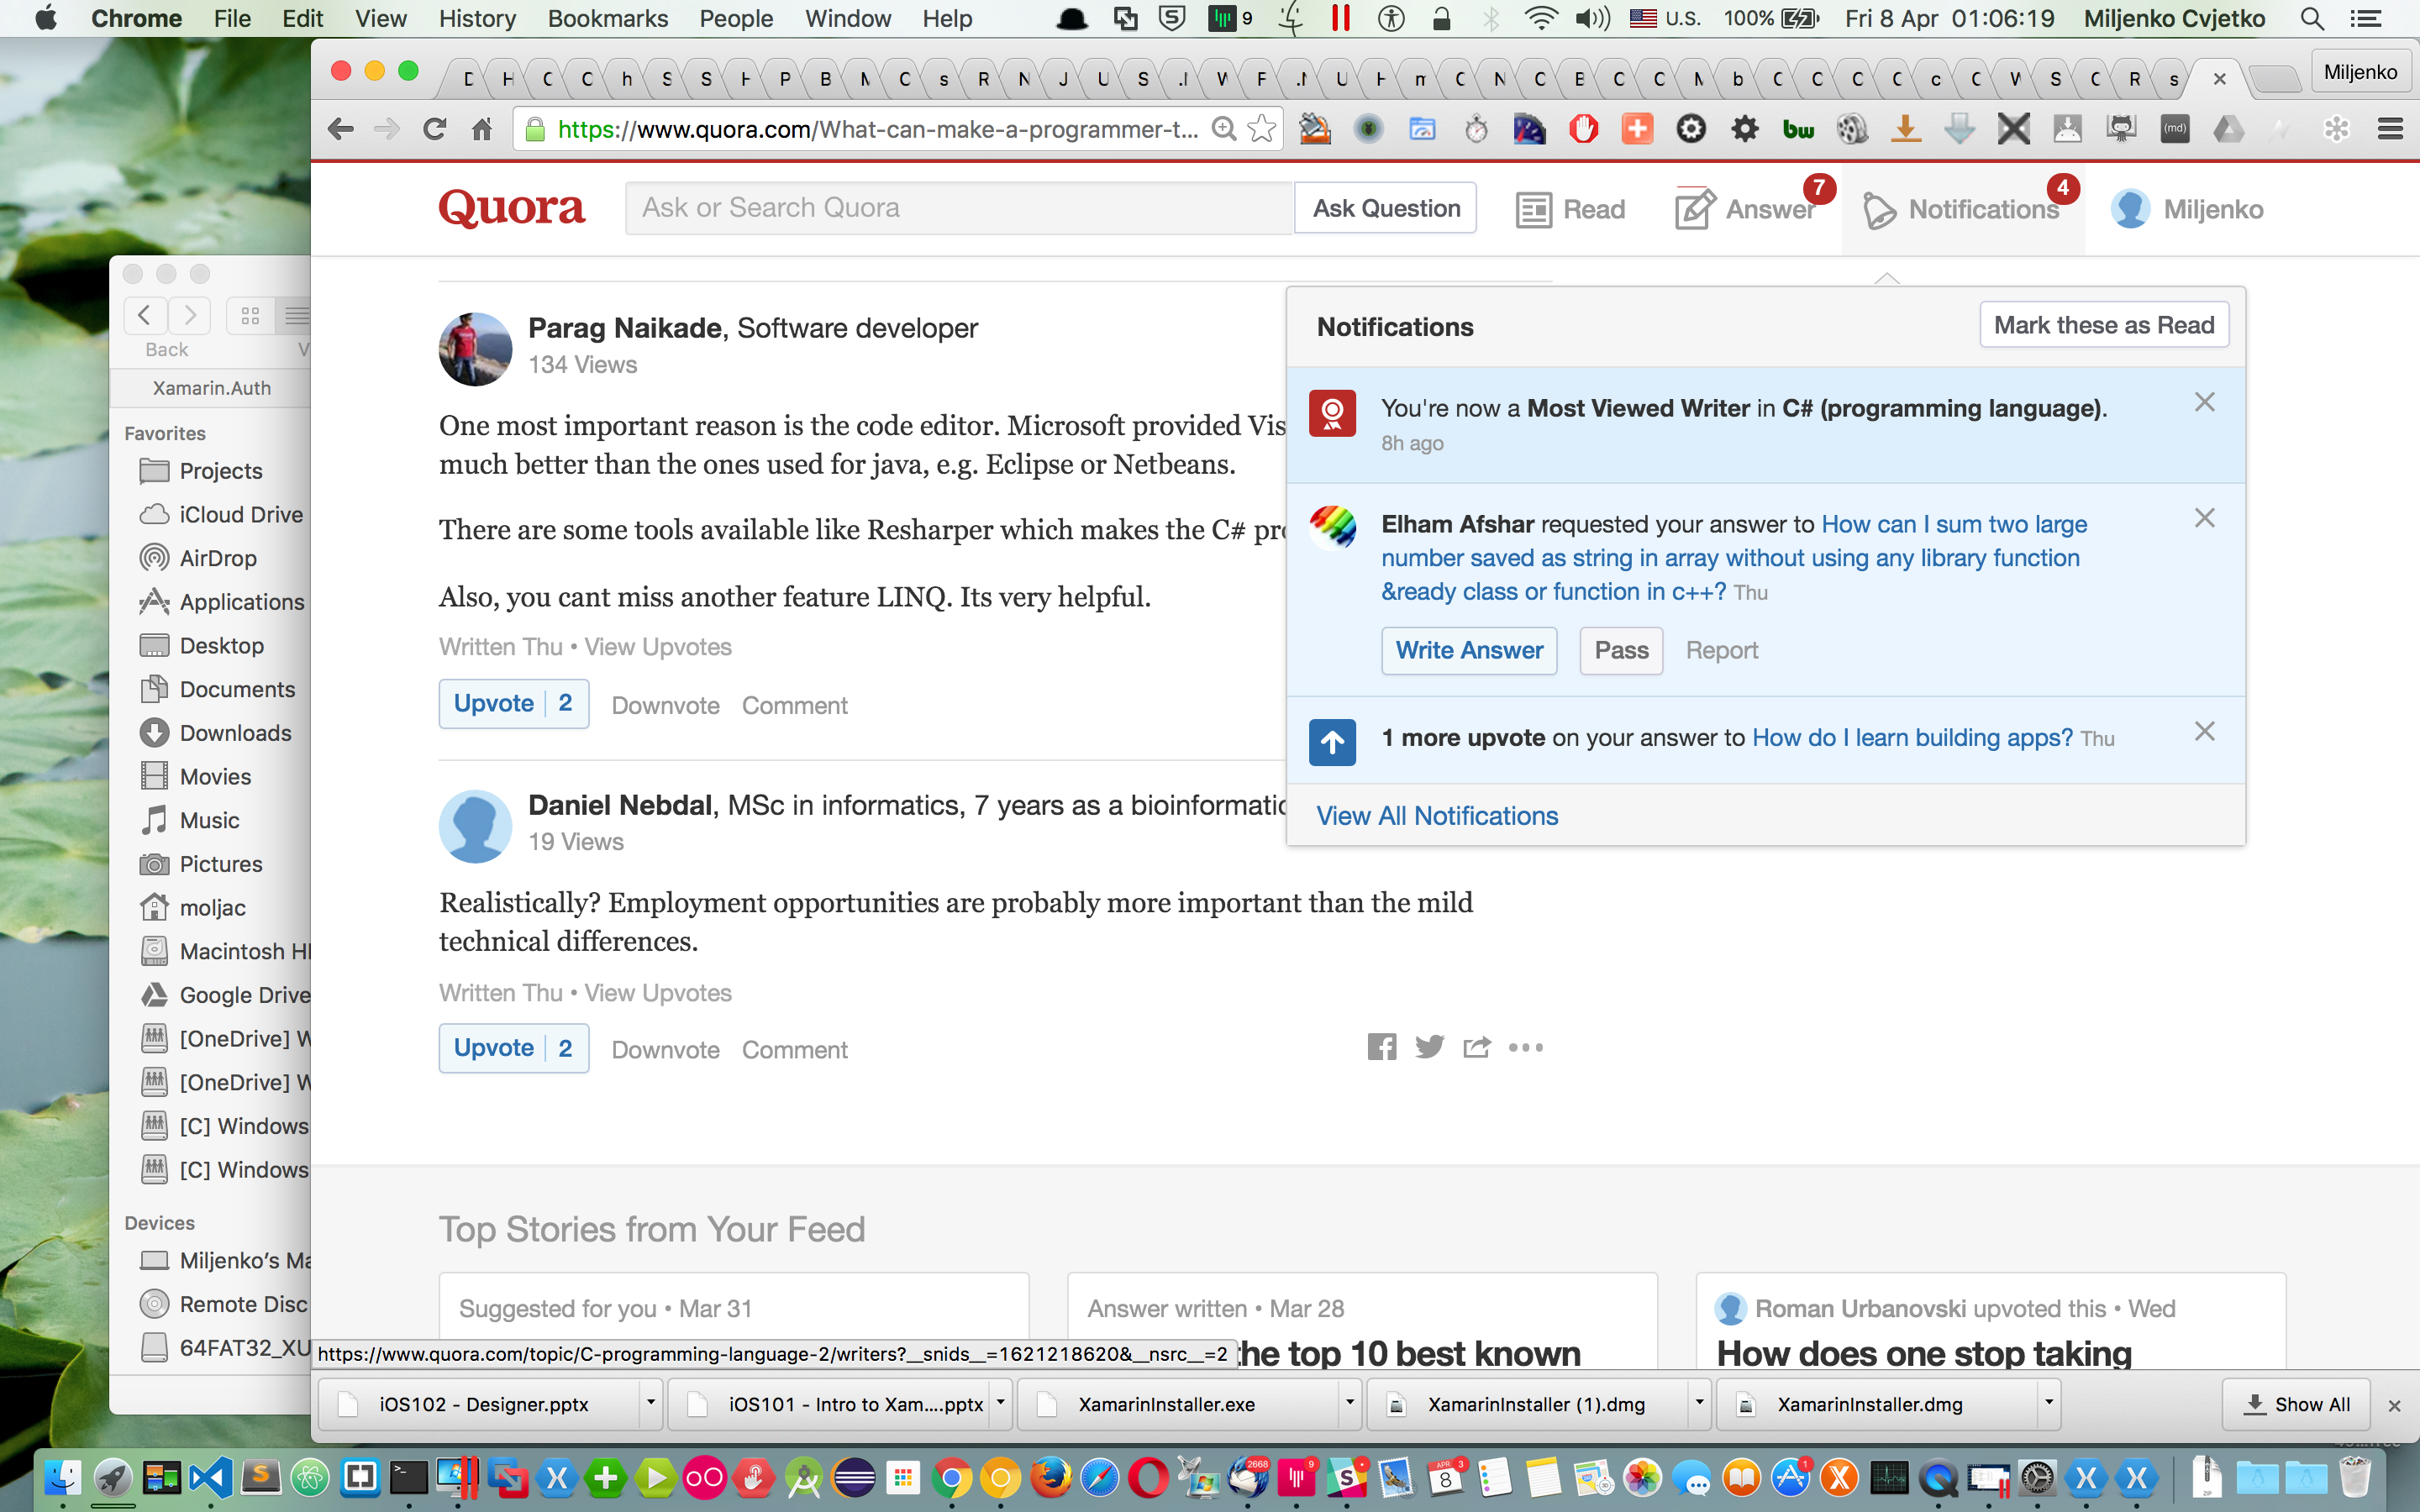 Chrome File Edit View History Bookmarks People Window Help 9 U.S. 100% Fri 8 Apr 01:06:19 Miljenko Cvjetko
Miljenko
https://www.quora.com/What-can-make-a-programmer-t...
Quora Ask or Search Quora Ask Question Read Answer 7 Notifications 4 Miljenko
Back
Xamarin.Auth
Favorites
Projects
iCloud Drive
AirDrop
Applications
Desktop
Documents
Downloads
Movies
Music
Pictures
moljac
Macintosh
Google Drive
[OneDrive] W
[OneDrive] W
[C] Windows
[C] Windows
Devices
Miljenko's Ma
Remote Disc
64FAT32_XU
Parag Naikade, Software developer
134 Views
One most important reason is the code editor. Microsoft provided Vis
much better than the ones used for java, e.g. Eclipse or Netbeans.
There are some tools available like Resharper which makes the C# pro
Also, you cant miss another feature LINQ. Its very helpful.
Written Thu • View Upvotes
Upvote 2 Downvote Comment
Daniel Nebdal, MSc in informatics, 7 years as a bioinformatic
19 Views
Realistically? Employment opportunities are probably more important than the mild
technical differences.
Written Thu • View Upvotes
Upvote 2 Downvote Comment
Notifications Mark these as Read
You're now a Most Viewed Writer in C# (programming language).
8h ago
Elham Afshar requested your answer to How can I sum two large
number saved as string in array without using any library function
&ready class or function in c++? Thu
Write Answer Pass Report
1 more upvote on your answer to How do I learn building apps? Thu
View All Notifications
Top Stories from Your Feed
Suggested for you • Mar 31
Answer written • Mar 28
the top 10 best known
Roman Urbanovski upvoted this • Wed
How does one stop taking
https://www.quora.com/topic/C-programming-language-2/writers?__snids__=1621218620&__nsrc__=2
iOS102 - Designer.pptx iOS101 - Intro to Xam....pptx XamarinInstaller.exe XamarinInstaller (1).dmg XamarinInstaller.dmg Show All